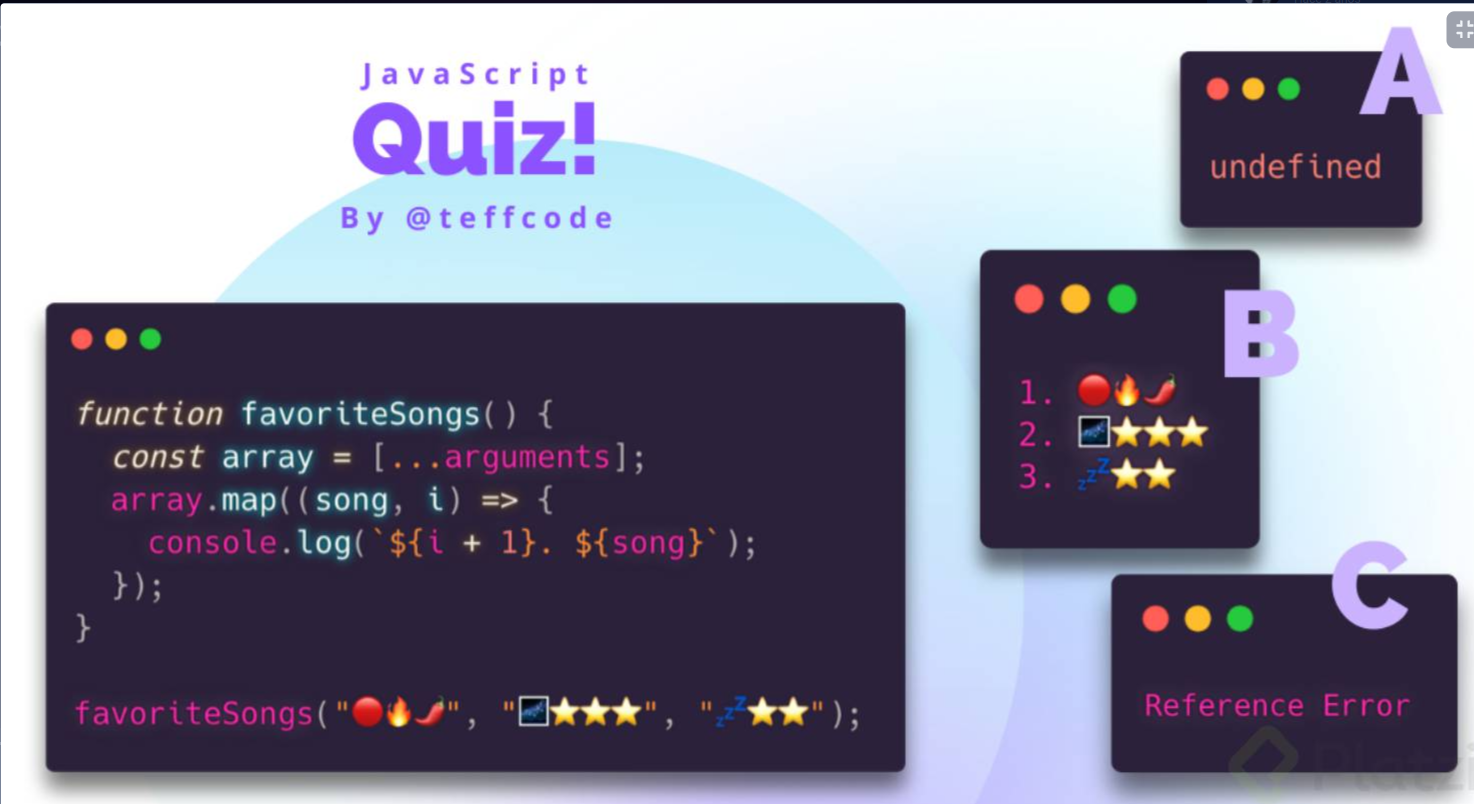 JavaScript
Quiz!
By @teffcode
function favoriteSongs() {
  const array = [...arguments];
  array.map((song, i) => {
    console.log(`${i + 1}. ${song}`);
  });
}
favoriteSongs("🔴🔥🌶️", "🌌⭐⭐⭐", "💤⭐⭐");
A
undefined
B
1. 🔴🔥🌶️
2. 🌌⭐⭐⭐
3. 💤⭐⭐
C
Reference Error
Platzi